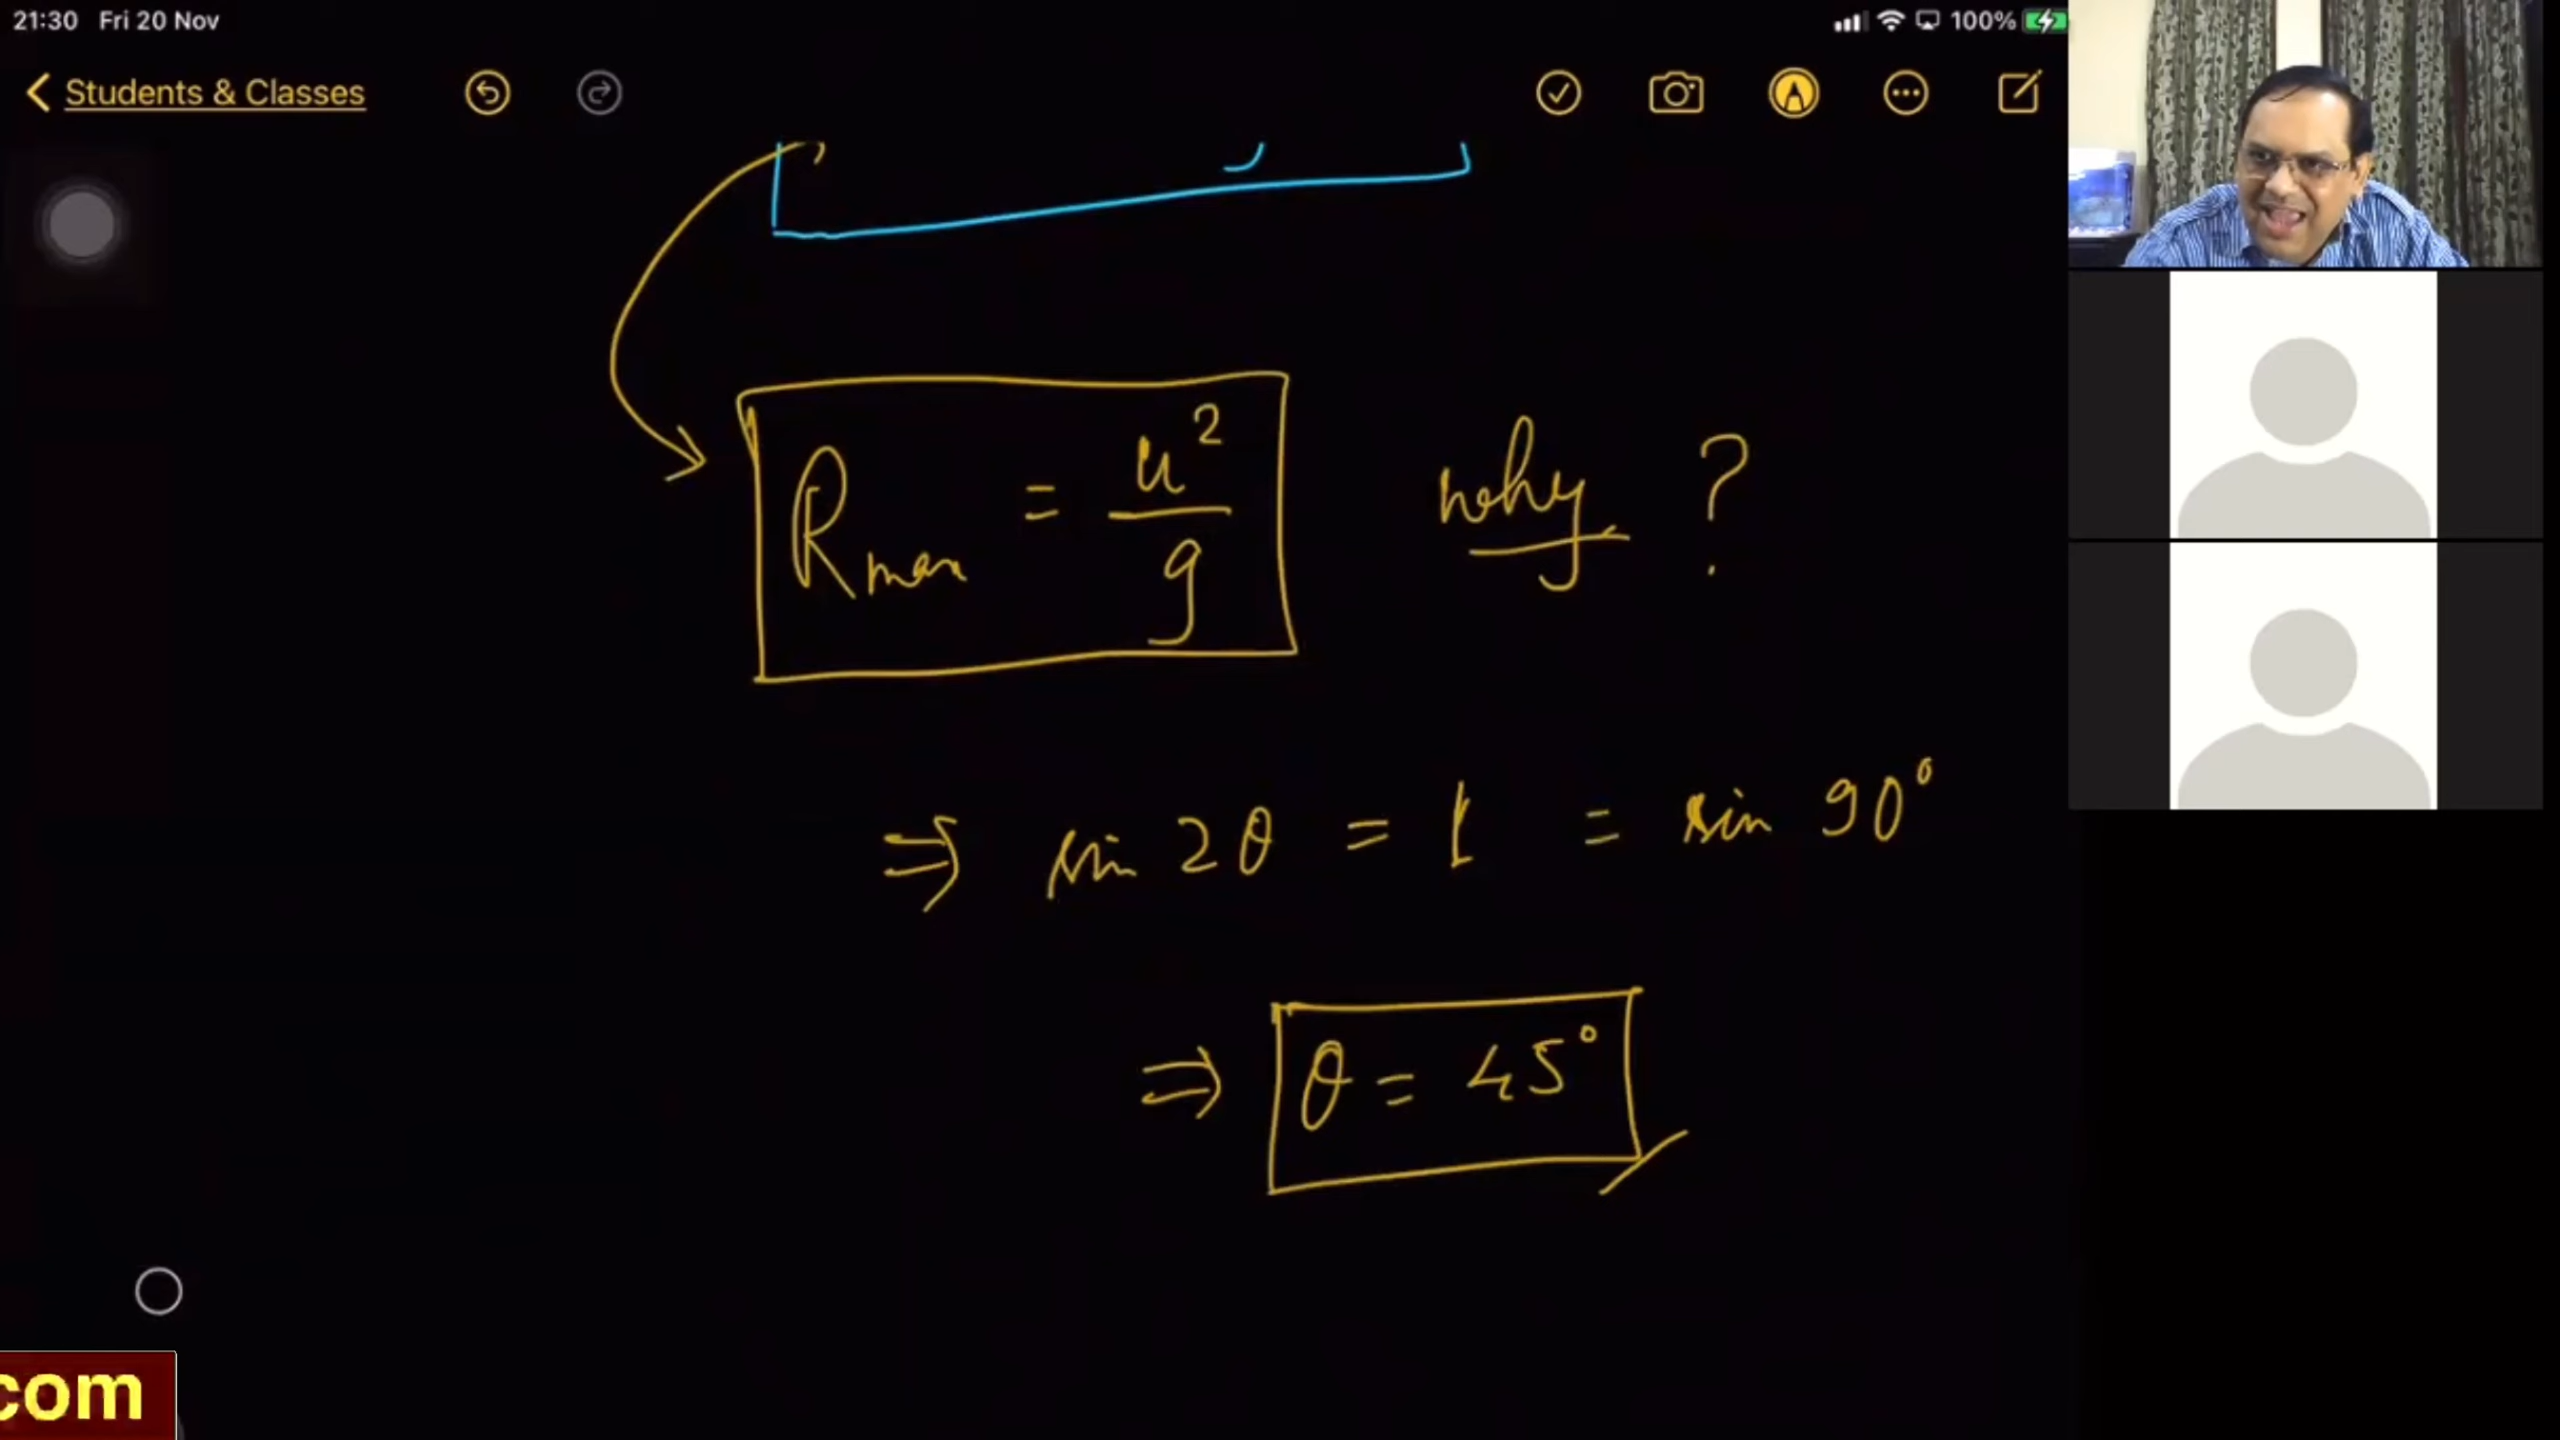 21:30 Fri 20 Nov 100%
Students & Classes
Rmax = u²/g why ?
⇒ sin 2θ = 1 = sin 90°
⇒ θ = 45°
com